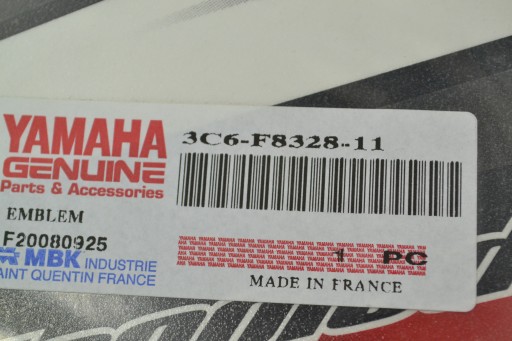 YAMAHA
GENUINE
Parts & Accessories
3C6-F8328-11
EMBLEM
F20080925
MBK INDUSTRIE
AINT QUENTIN FRANCE
1 PC
MADE IN FRANCE